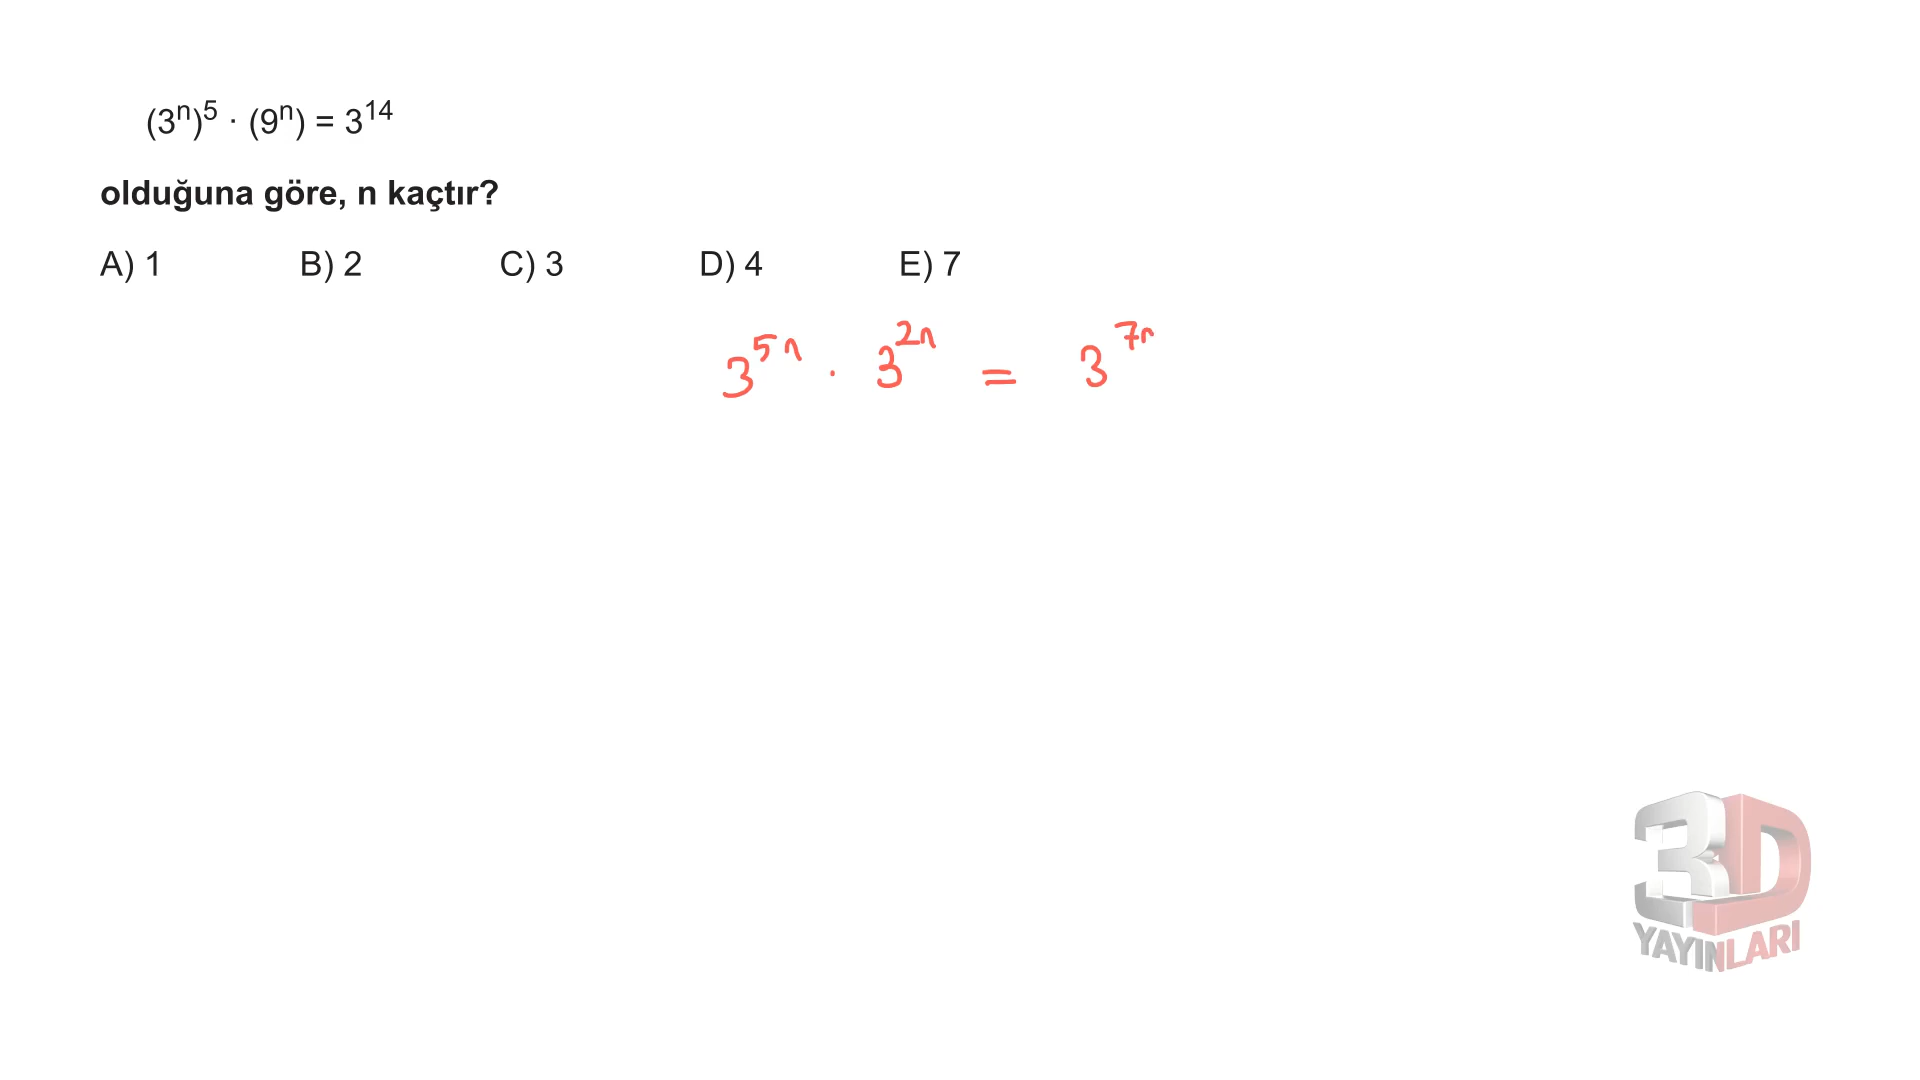 (3ⁿ)⁵ · (9ⁿ) = 3¹⁴
olduğuna göre, n kaçtır?
A) 1 B) 2 C) 3 D) 4 E) 7
3⁵ⁿ · 3²ⁿ = 3⁷ⁿ
3D
YAYINLARI